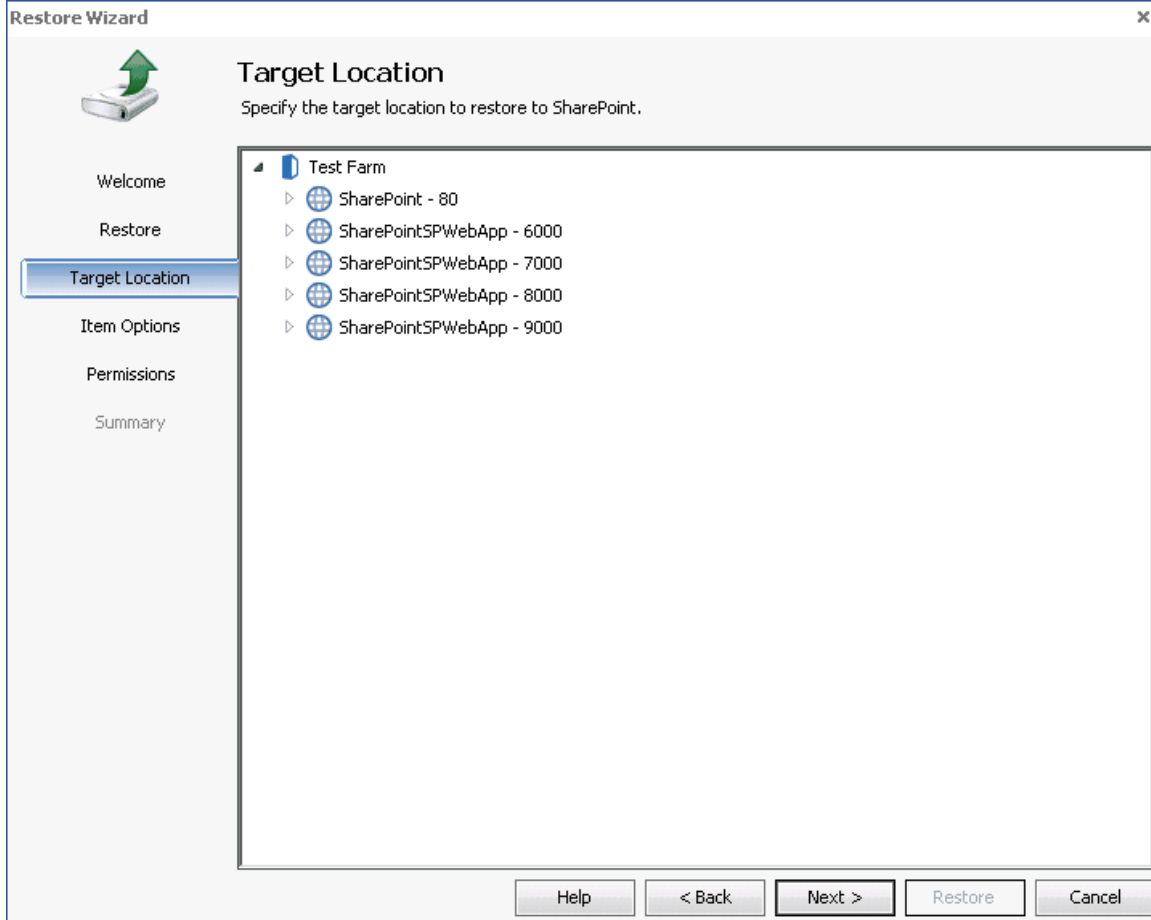 Restore Wizard
Target Location
Specify the target location to restore to SharePoint.
Welcome
Restore
Target Location
Item Options
Permissions
Summary
Test Farm
SharePoint - 80
SharePointSPWebApp - 6000
SharePointSPWebApp - 7000
SharePointSPWebApp - 8000
SharePointSPWebApp - 9000
Help
< Back
Next >
Restore
Cancel